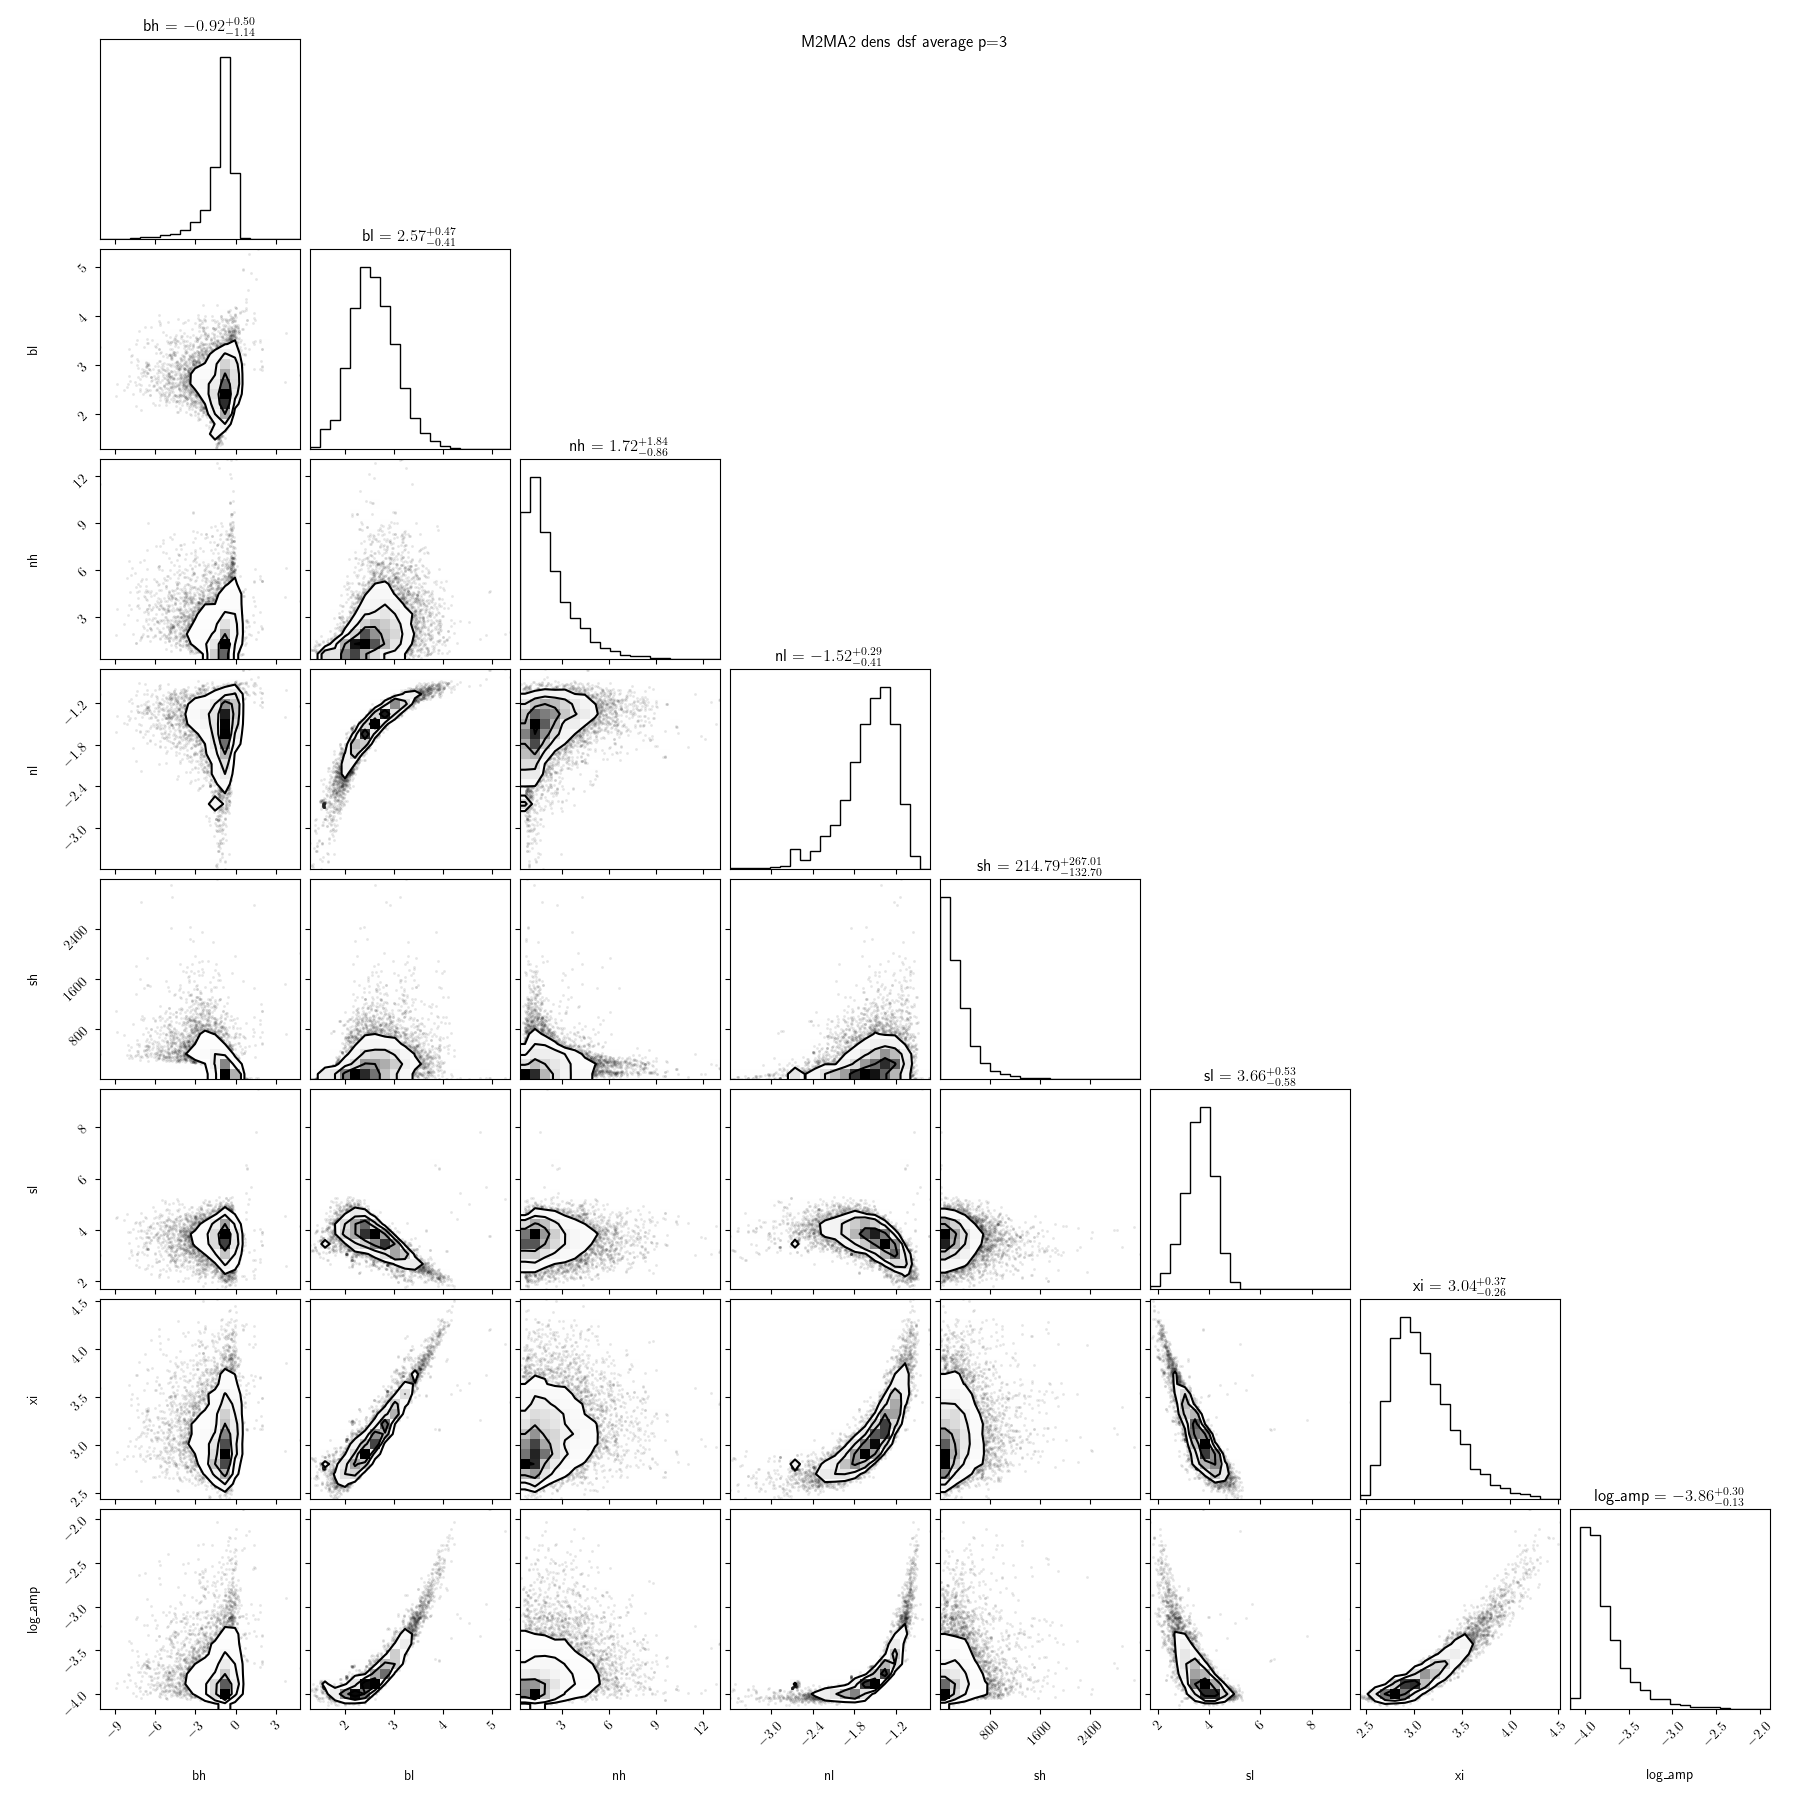 bh = −0.92 +0.50 −1.14
M2MA2 dens dsf average p=3
bl = 2.57 +0.47 −0.41
5
4
3
2
bl
nh = 1.72 +1.84 −0.86
12
9
6
3
nh
nl = −1.52 +0.29 −0.41
−1.2
−1.8
−2.4
−3.0
nl
sh = 214.79 +267.01 −132.70
2400
1600
800
sh
sl = 3.66 +0.53 −0.58
8
6
4
2
sl
xi = 3.04 +0.37 −0.26
4.5
4.0
3.5
3.0
2.5
xi
log_amp = −3.86 +0.30 −0.13
−2.0
−2.5
−3.0
−3.5
−4.0
log_amp
−9 −6 −3 0 3 2 3 4 5 3 6 9 12 −3.0 −2.4 −1.8 −1.2 800 1600 2400 2 4 6 8 2.5 3.0 3.5 4.0 4.5 −4.0 −3.5 −3.0 −2.5 −2.0
bh bl nh nl sh sl xi log_amp